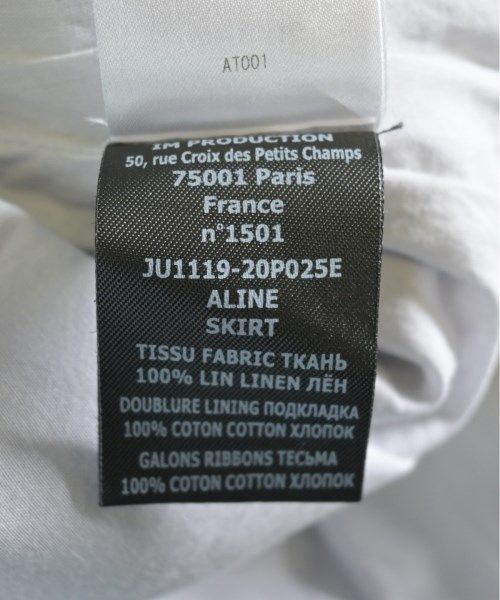 AT001
IM PRODUCTION
50, rue Croix des Petits Champs
75001 Paris
France
n°1501
JU1119-20P025E
ALINE
SKIRT
TISSU FABRIC ТКАНЬ
100% LIN LINEN ЛЁН
DOUBLURE LINING ПОДКЛАДКА
100% COTON COTTON ХЛОПОК
GALONS RIBBONS ТЕСЬМА
100% COTON COTTON ХЛОПОК